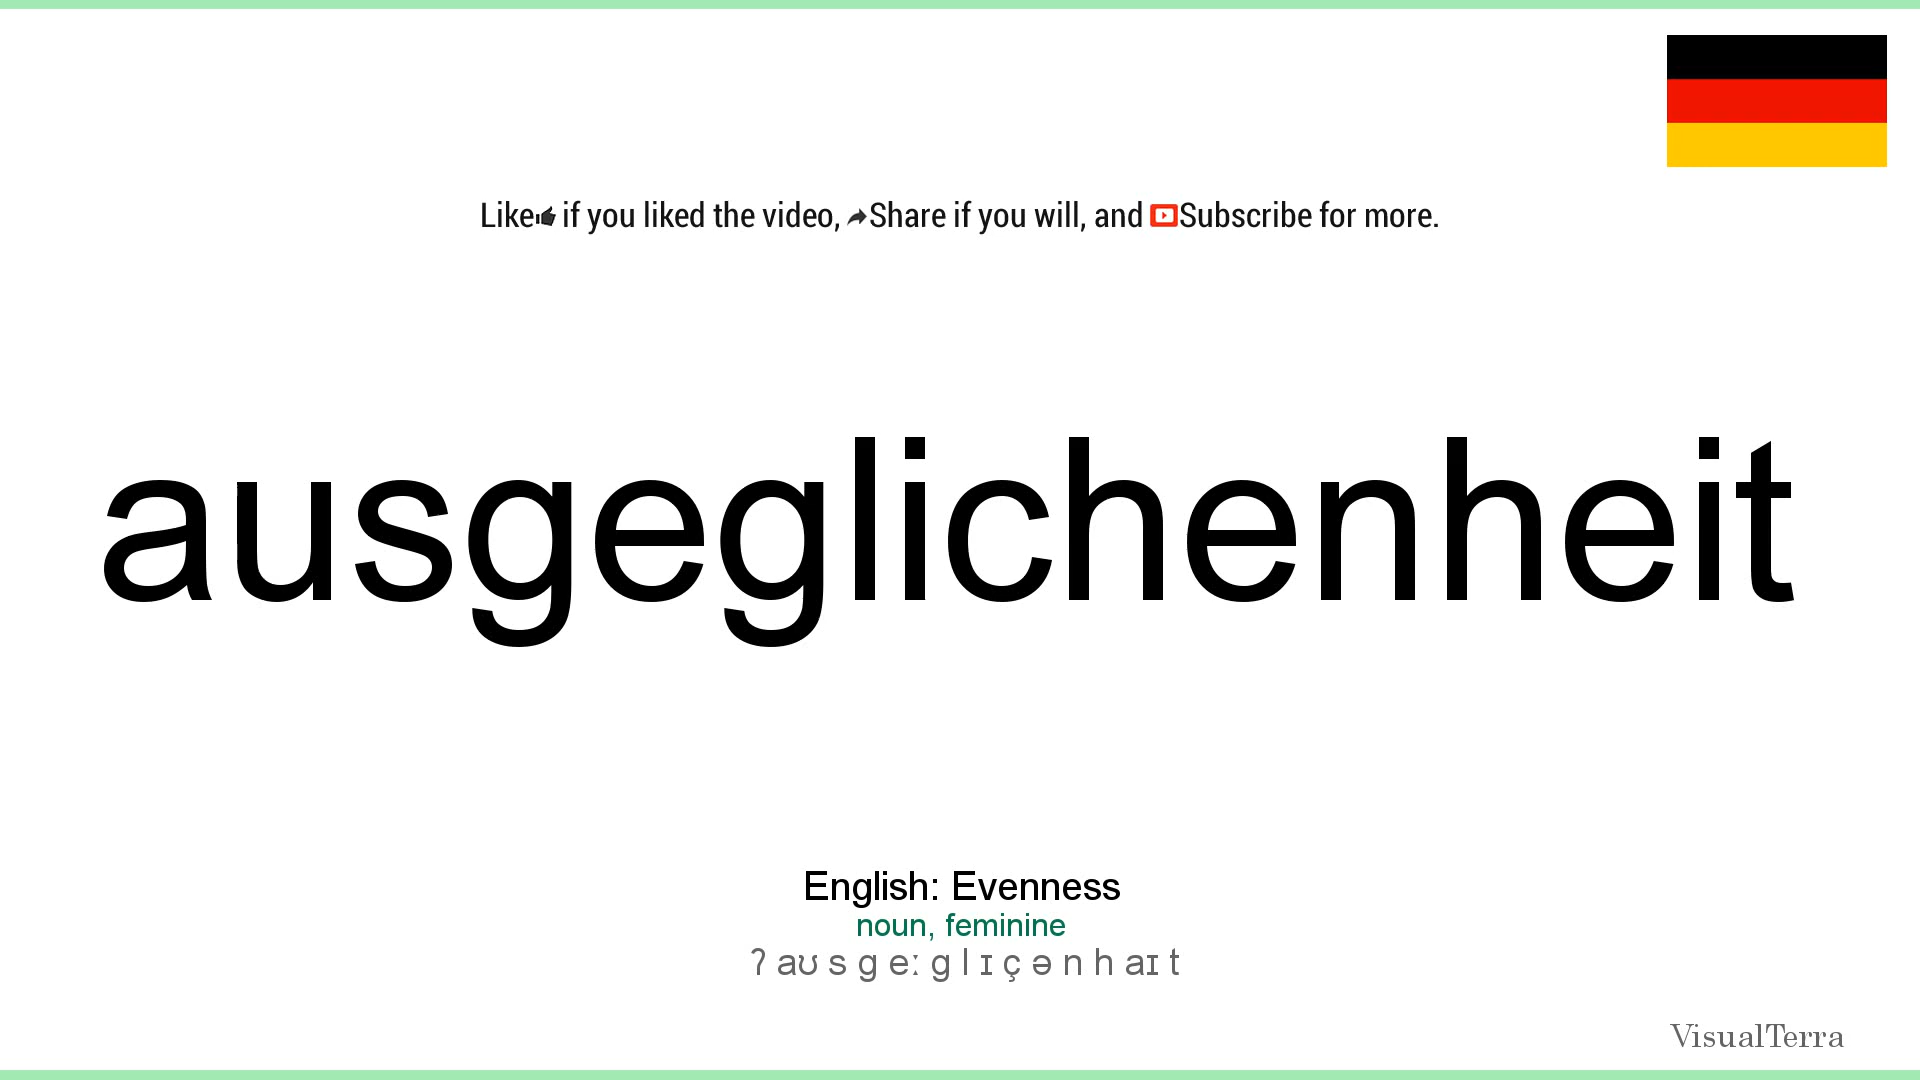 Like👍 if you liked the video, ➦Share if you will, and ▶Subscribe for more.
ausgeglichenheit
English: Evenness
noun, feminine
ʔ aʊ s g eː g l ɪ ç ə n h aɪ t
VisualTerra